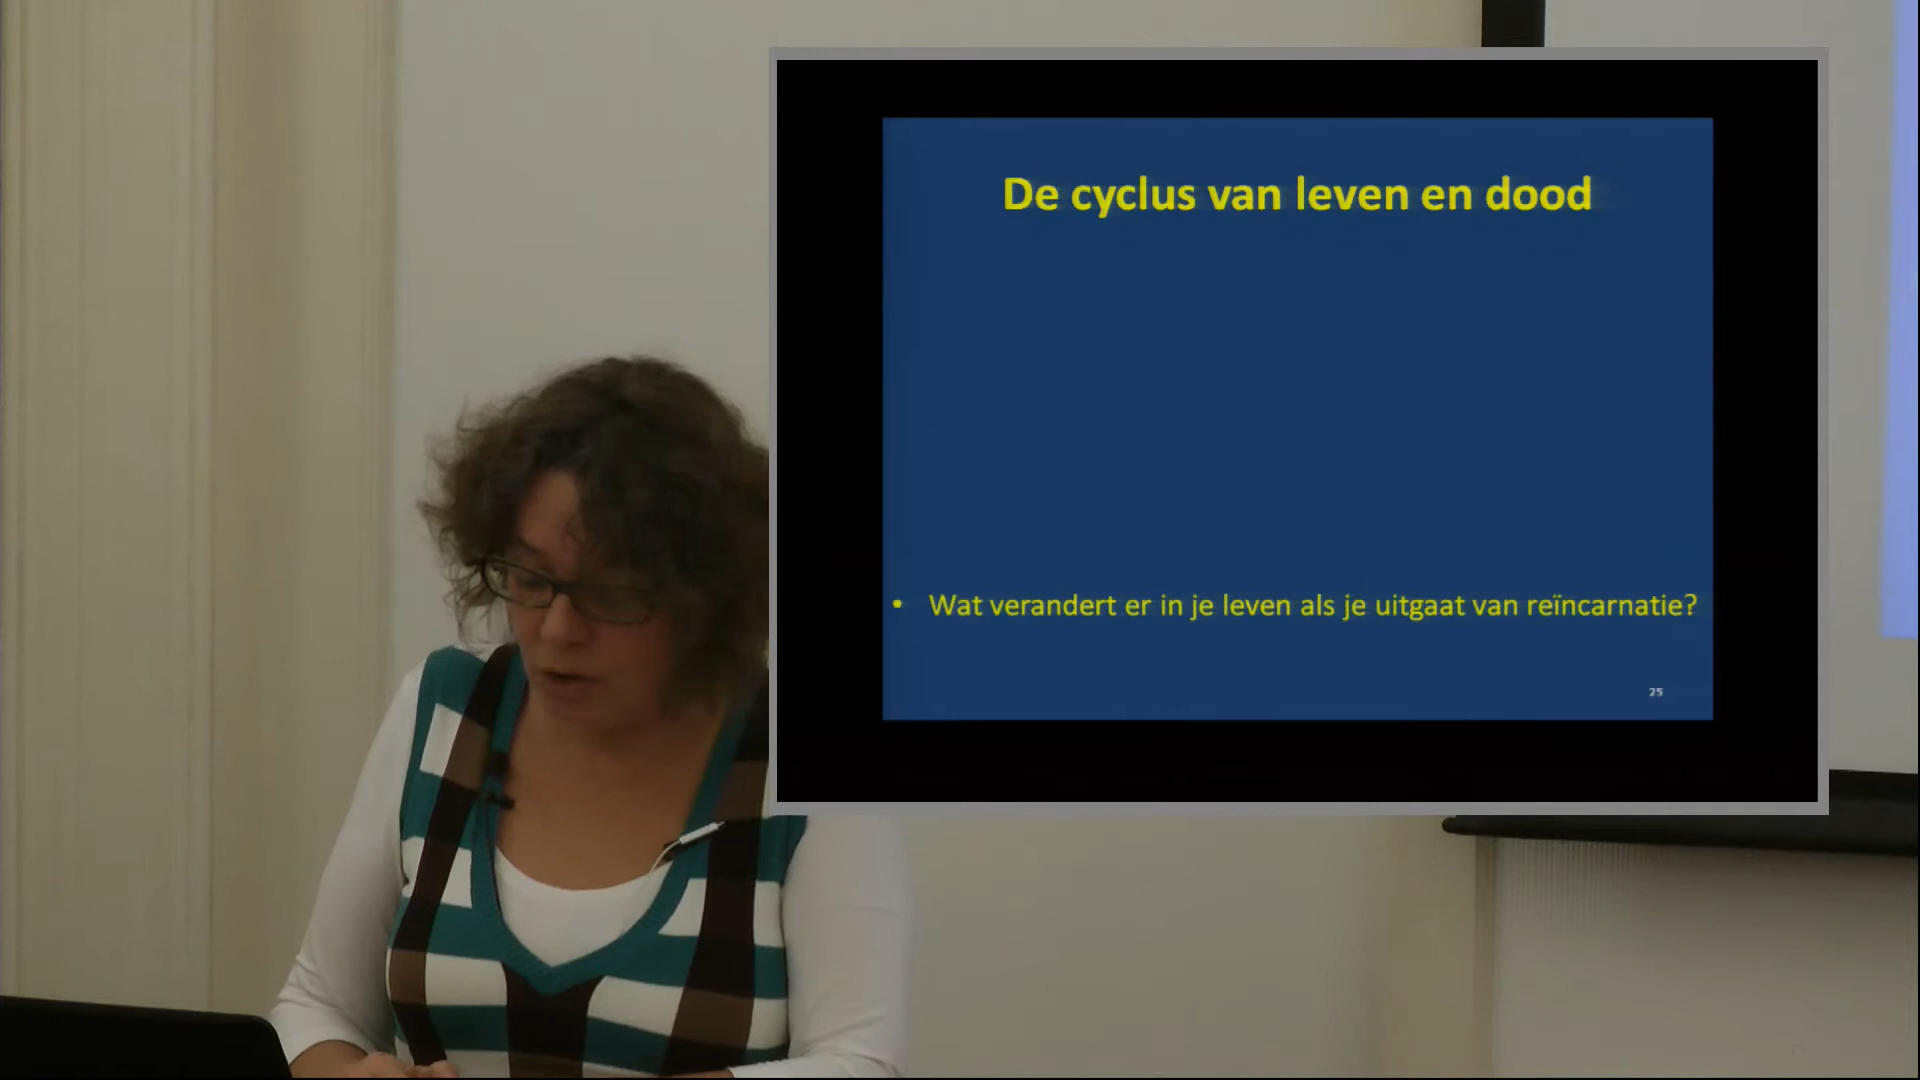 De cyclus van leven en dood
• Wat verandert er in je leven als je uitgaat van reïncarnatie?
25